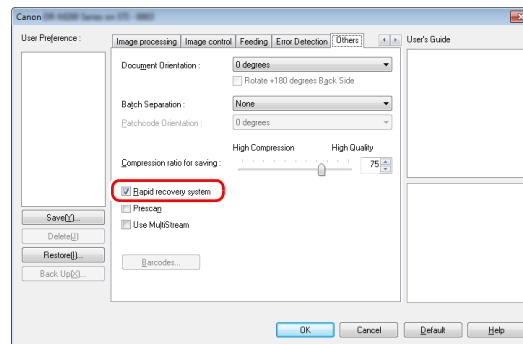 Canon
User Preference :
Image processing
Image control
Feeding
Error Detection
Others
User's Guide
Document Orientation :
0 degrees
Rotate +180 degrees Back Side
Batch Separation :
None
Patchcode Orientation :
0 degrees
High Compression
High Quality
Compression ratio for saving :
75
Rapid recovery system
Prescan
Use MultiStream
Barcodes...
Save(Y)...
Delete(J)
Restore(I)...
Back Up(X)...
OK
Cancel
Default
Help